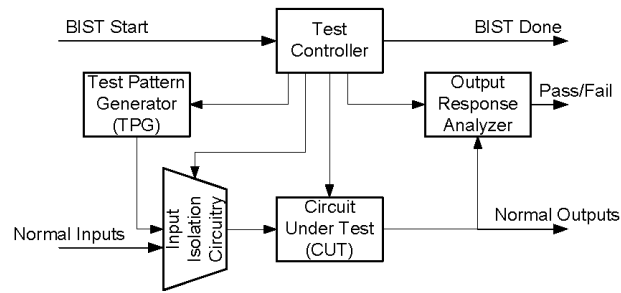 BIST Start
Test
Controller
BIST Done
Test Pattern
Generator
(TPG)
Output
Response
Analyzer
Pass/Fail
Normal Inputs
Input
Isolation
Circuitry
Circuit
Under Test
(CUT)
Normal Outputs